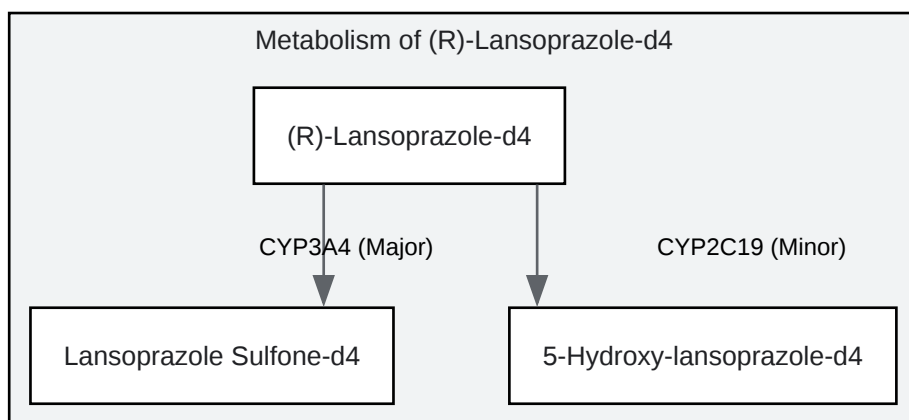 Metabolism of (R)-Lansoprazole-d4
(R)-Lansoprazole-d4
CYP3A4 (Major)
CYP2C19 (Minor)
Lansoprazole Sulfone-d4
5-Hydroxy-lansoprazole-d4